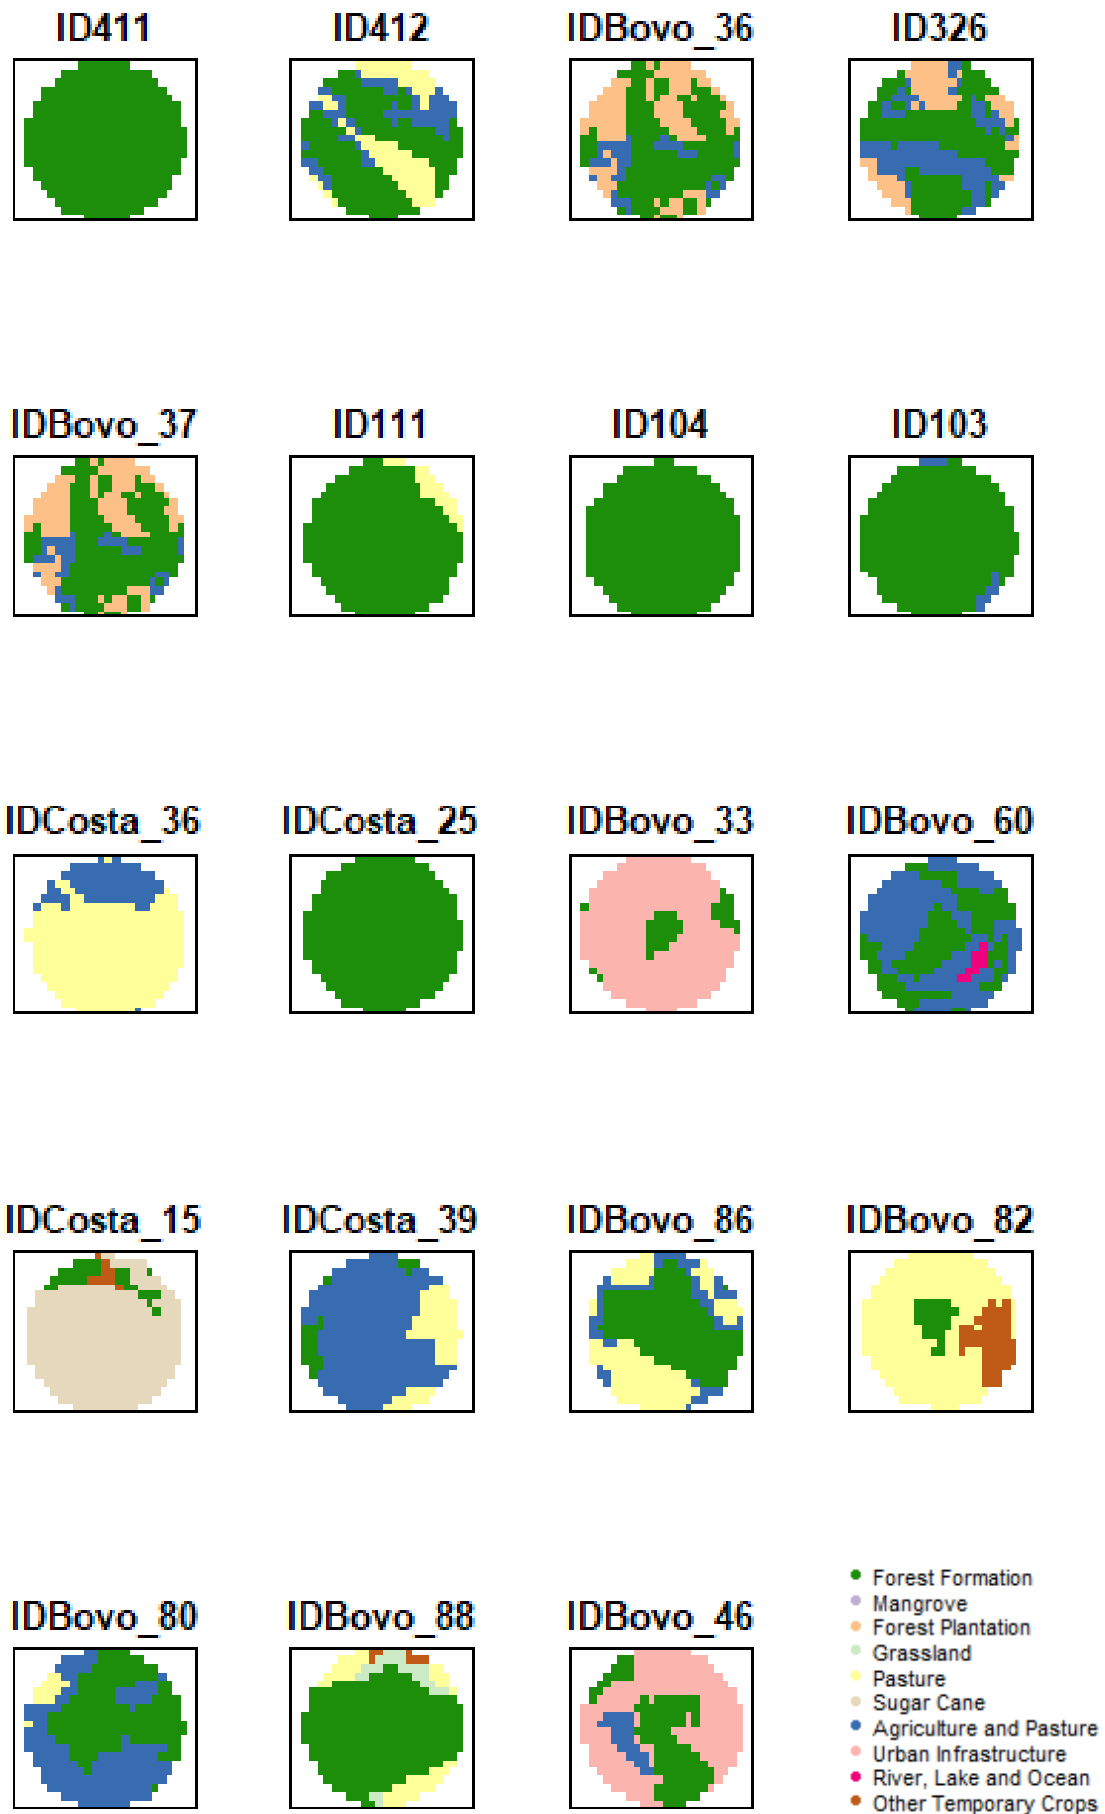 ID411 ID412 IDBovo_36 ID326
IDBovo_37 ID111 ID104 ID103
IDCosta_36 IDCosta_25 IDBovo_33 IDBovo_60
IDCosta_15 IDCosta_39 IDBovo_86 IDBovo_82
IDBovo_80 IDBovo_88 IDBovo_46
Forest Formation
Mangrove
Forest Plantation
Grassland
Pasture
Sugar Cane
Agriculture and Pasture
Urban Infrastructure
River, Lake and Ocean
Other Temporary Crops